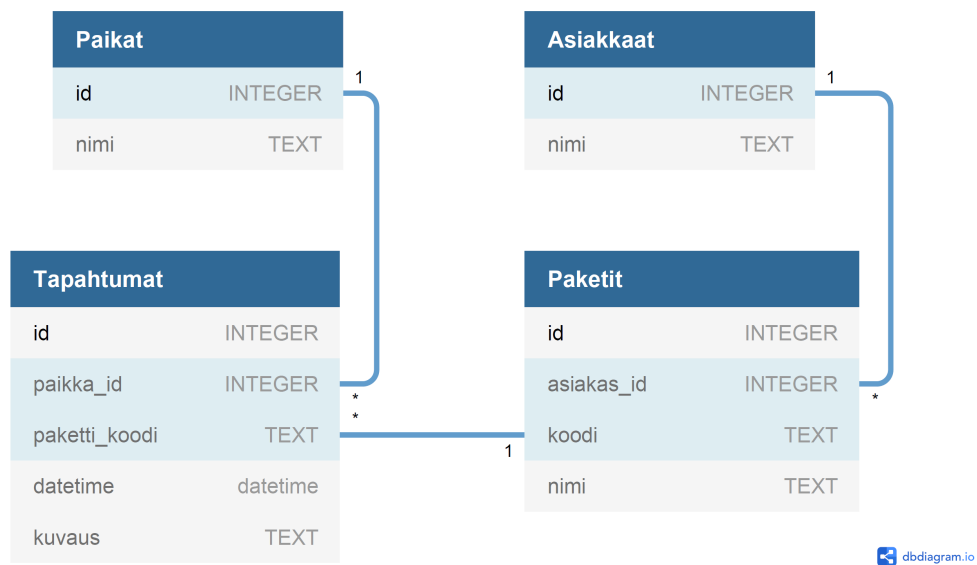 Paikat
id INTEGER
nimi TEXT
1
Asiakkaat
id INTEGER
nimi TEXT
1
Tapahtumat
id INTEGER
paikka_id INTEGER
paketti_koodi TEXT
datetime datetime
kuvaus TEXT
*
*
Paketit
id INTEGER
asiakas_id INTEGER
koodi TEXT
nimi TEXT
*
1
dbdiagram.io